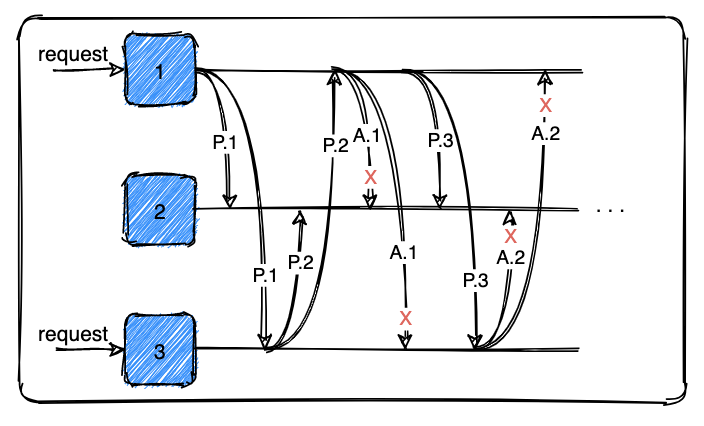 request
1
P.1
P.2
A.1
X
P.3
X
A.2
2
X
A.2
. . .
P.1
P.2
A.1
P.3
X
request
3